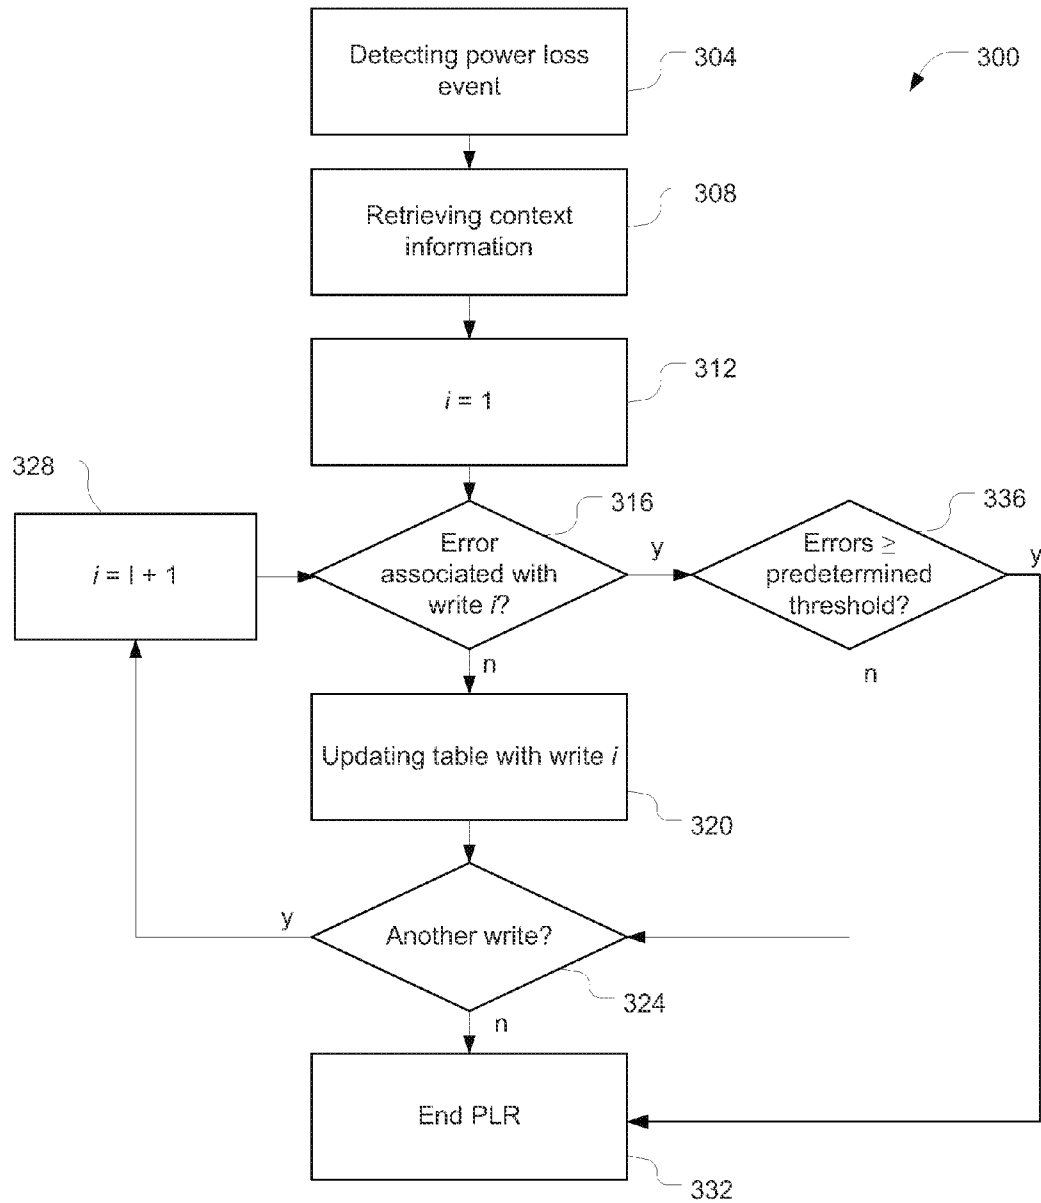 Detecting power loss
event
304
300
Retrieving context
information
308
i = 1
312
328
i = I + 1
316
Error
associated with
write i?
y
n
336
Errors ≥
predetermined
threshold?
y
n
Updating table with write i
320
Another write?
y
324
n
End PLR
332